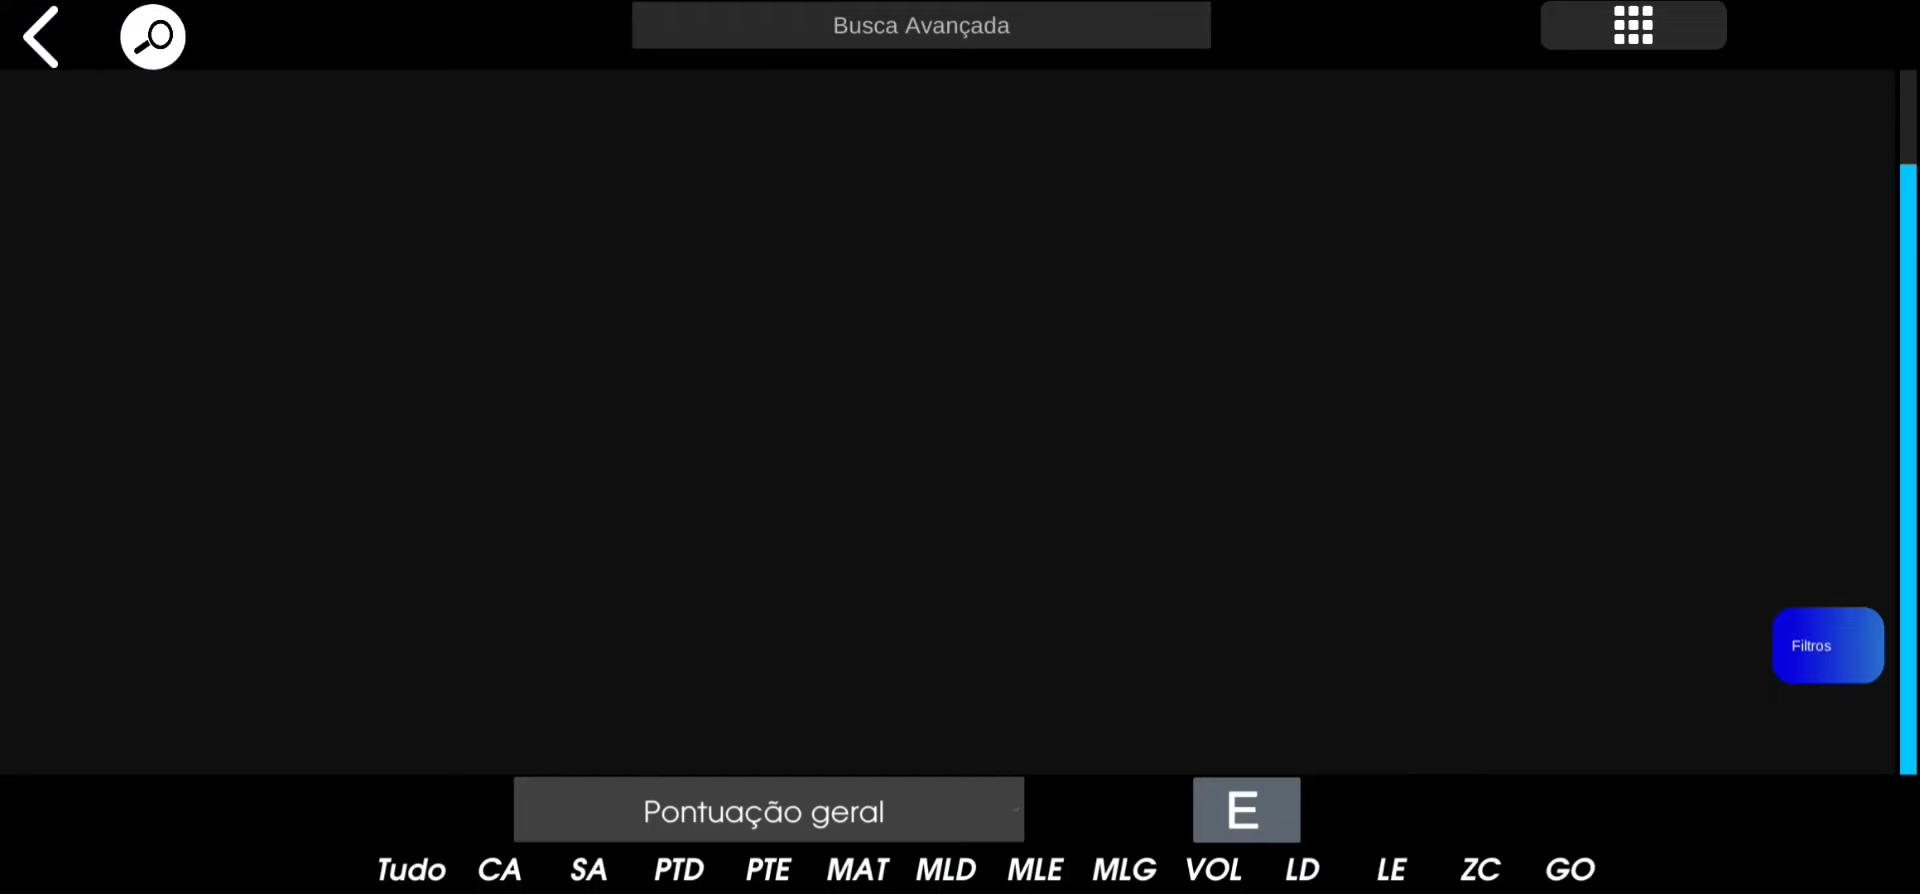 Busca Avançada
Filtros
Pontuação geral
E
Tudo CA SA PTD PTE MAT MLD MLE MLG VOL LD LE ZC GO